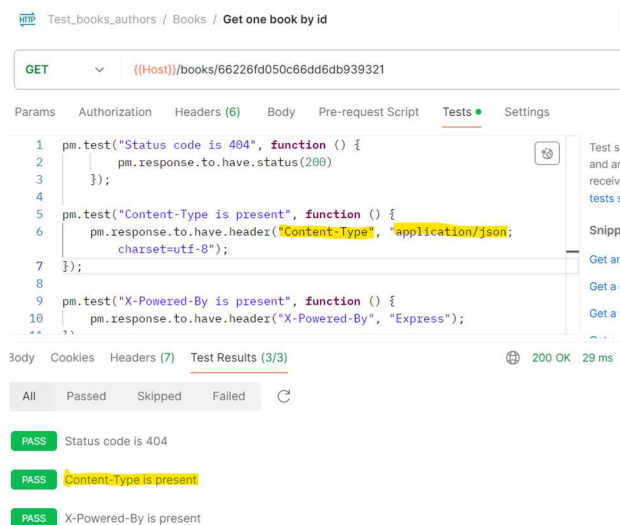 HTTP Test_books_authors / Books / Get one book by id
GET {{Host}}/books/66226fd050c66dd6db939321
Params Authorization Headers (6) Body Pre-request Script Tests Settings
1 pm.test("Status code is 404", function () {
2 pm.response.to.have.status(200)
3 });
4
5 pm.test("Content-Type is present", function () {
6 pm.response.to.have.header("Content-Type", "application/json;
charset=utf-8");
7 });
8
9 pm.test("X-Powered-By is present", function () {
10 pm.response.to.have.header("X-Powered-By", "Express");
Test s
and ar
receiv
tests s
Snipp
Get an
Get a
Get a
Body Cookies Headers (7) Test Results (3/3) 200 OK 29 ms
All Passed Skipped Failed
PASS Status code is 404
PASS Content-Type is present
PASS X-Powered-By is present